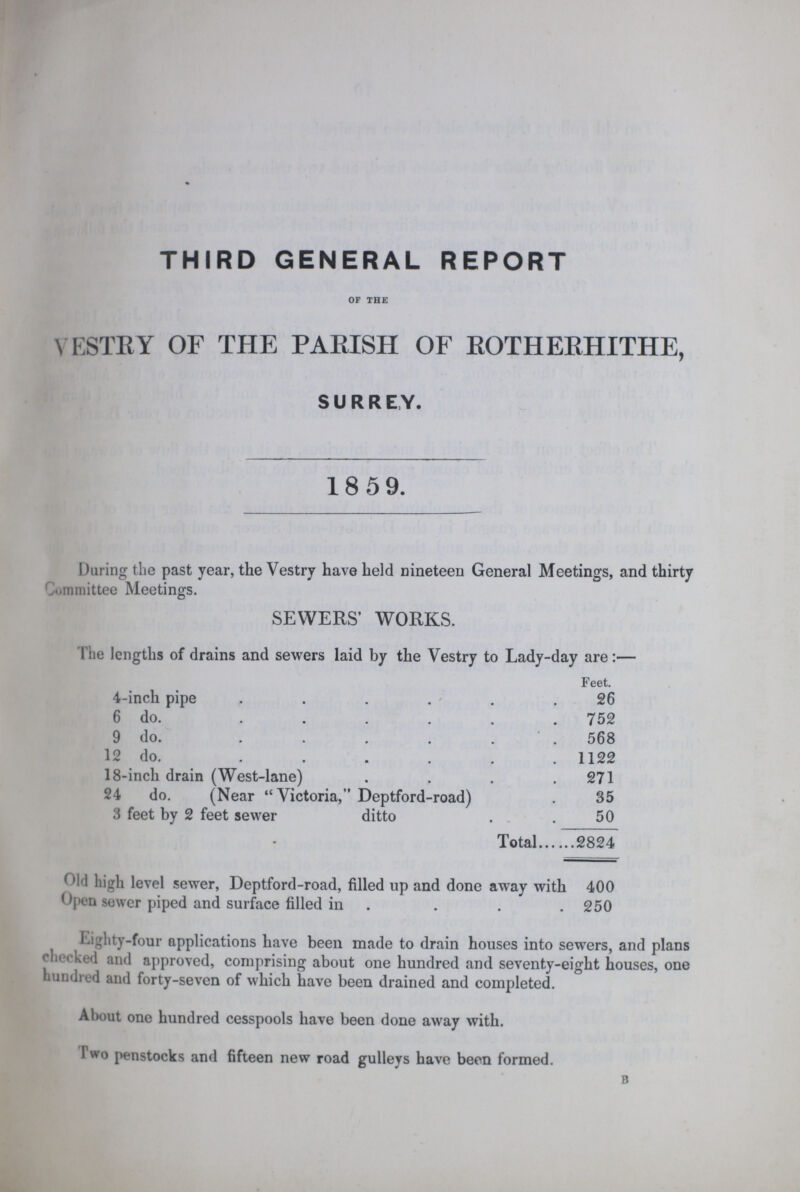 THIRD GENERAL REPORT
OF THE
VESTRY OF THE PARISH OF ROTHERHITHE,
SURREY.
1859.
During the past year, the Vestry have held nineteen General Meetings, and thirty
Committee Meetings.
SEWERS' WORKS.
The lengths of drains and sewers laid by the Vestry to Lady-day are:—
Feet.
4-inch pipe . . . . . . 26
6 do. . . . . . . 752
9 do. . . . . . . 568
12 do. . . . . . . 1122
18-inch drain (West-lane) . . . . 271
24 do. (Near "Victoria," Deptford-road) . 35
3 feet by 2 feet sewer ditto . . 50
Total......2824
Old high level sewer, Deptford-road, filled up and done away with 400
Open sewer piped and surface filled in . . . . 250
Eighty-four applications have been made to drain houses into sewers, and plans
checked and approved, comprising about one hundred and seventy-eight houses, one
hundred and forty-seven of which have been drained and completed.
About one hundred cesspools have been done away with.
Two penstocks and fifteen new road gulleys have been formed.
B